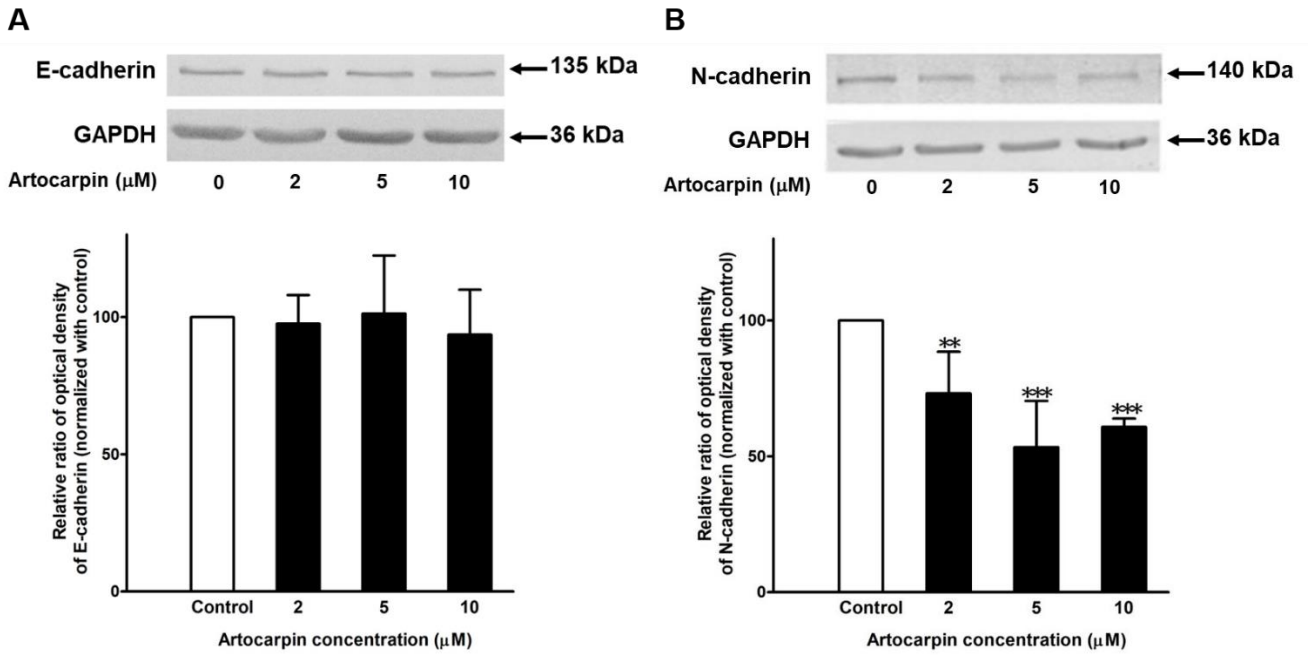 A
E-cadherin
135 kDa
GAPDH
36 kDa
Artocarpin (μM) 0 2 5 10
Relative ratio of optical density
of E-cadherin (normalized with control)
100
50
0
Control 2 5 10
Artocarpin concentration (μM)
B
N-cadherin
140 kDa
GAPDH
36 kDa
Artocarpin (μM) 0 2 5 10
Relative ratio of optical density
of N-cadherin (normalized with control)
100
50
0
** *** ***
Control 2 5 10
Artocarpin concentration (μM)